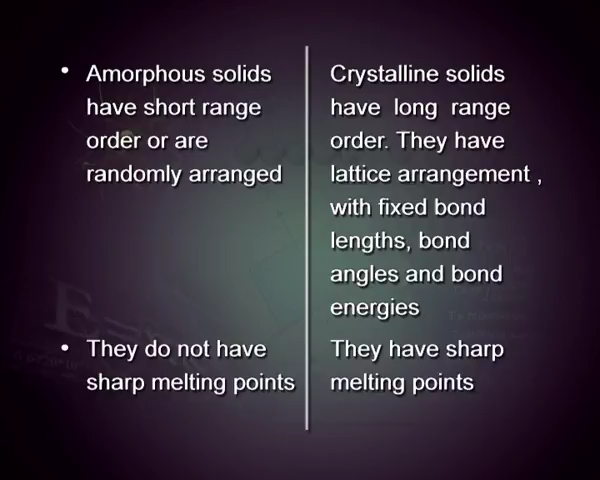 • Amorphous solids
have short range
order or are
randomly arranged
Crystalline solids
have long range
order. They have
lattice arrangement ,
with fixed bond
lengths, bond
angles and bond
energies
• They do not have
sharp melting points
They have sharp
melting points